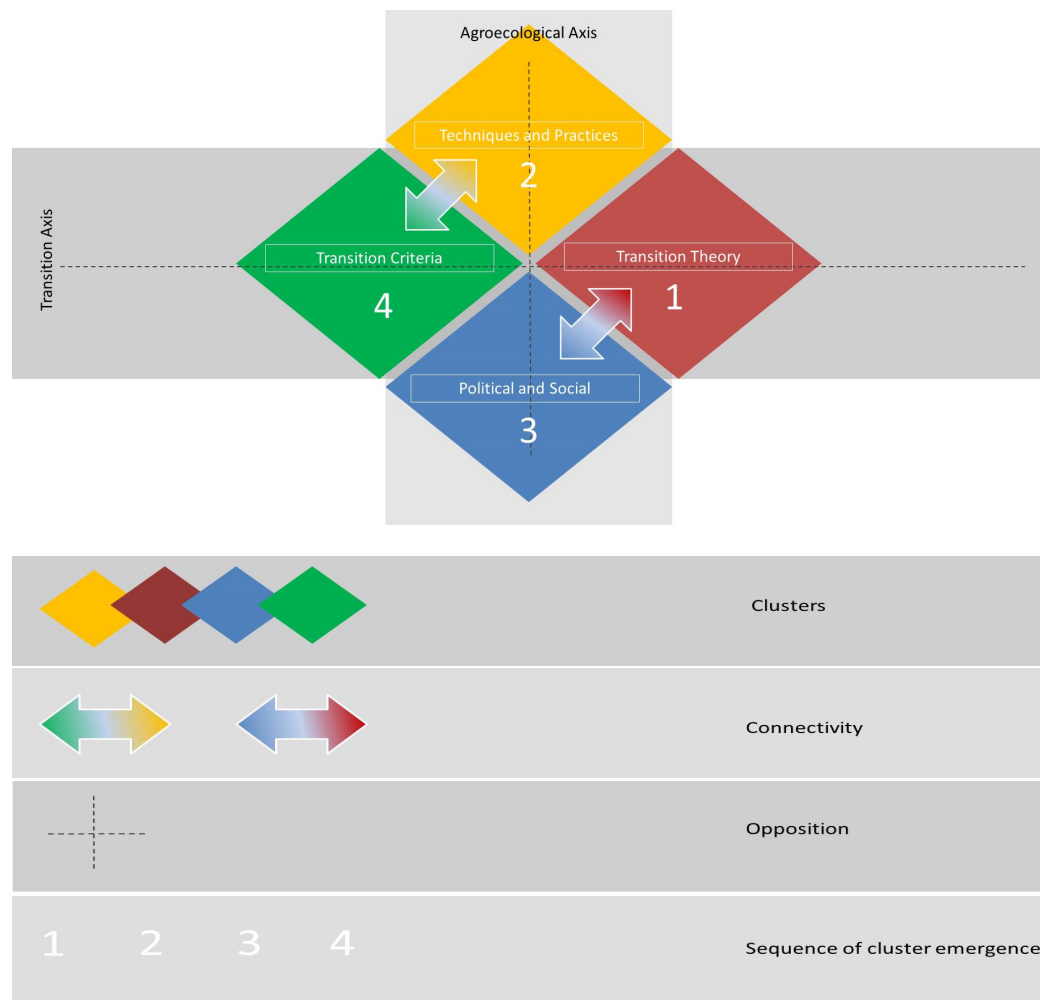 Agroecological Axis
Techniques and Practices
2
Transition Axis
Transition Criteria
4
Transition Theory
1
Political and Social
3
Clusters
Connectivity
Opposition
1 2 3 4
Sequence of cluster emergence